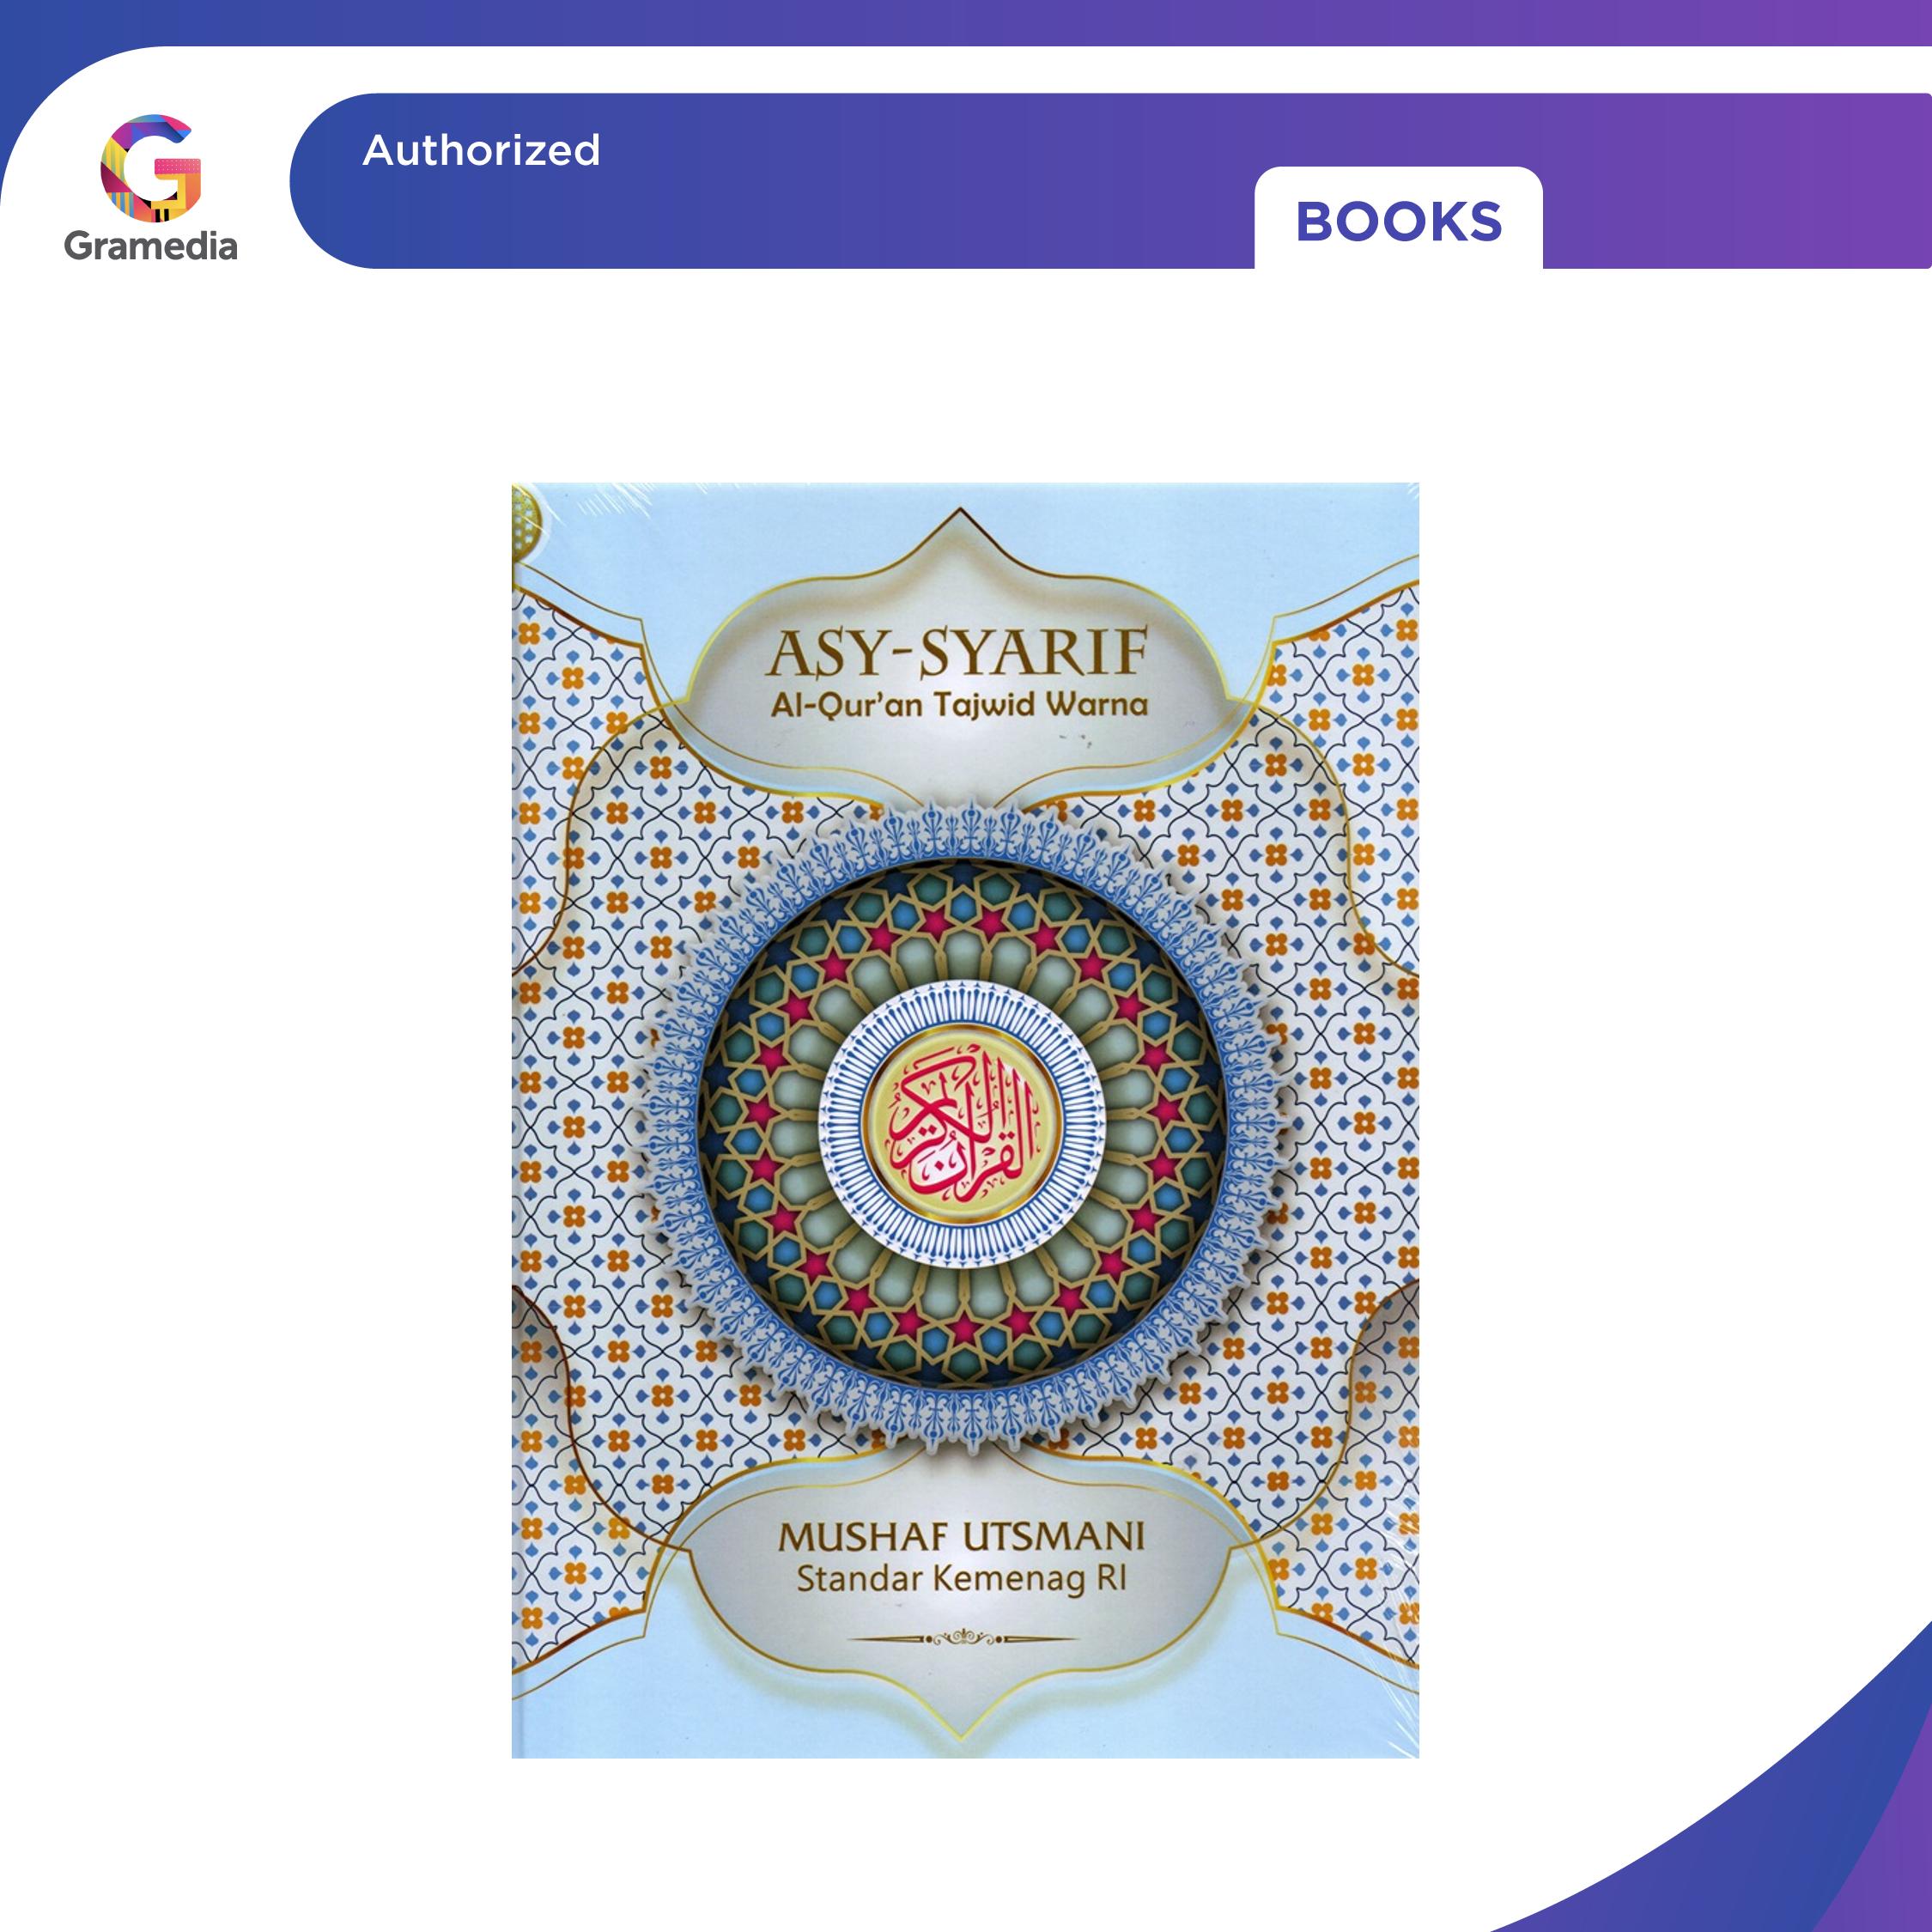 Gramedia
Authorized
BOOKS
ASY-SYARIF
Al-Qur'an Tajwid Warna
القرآن الكريم
MUSHAF UTSMANI
Standar Kemenag RI